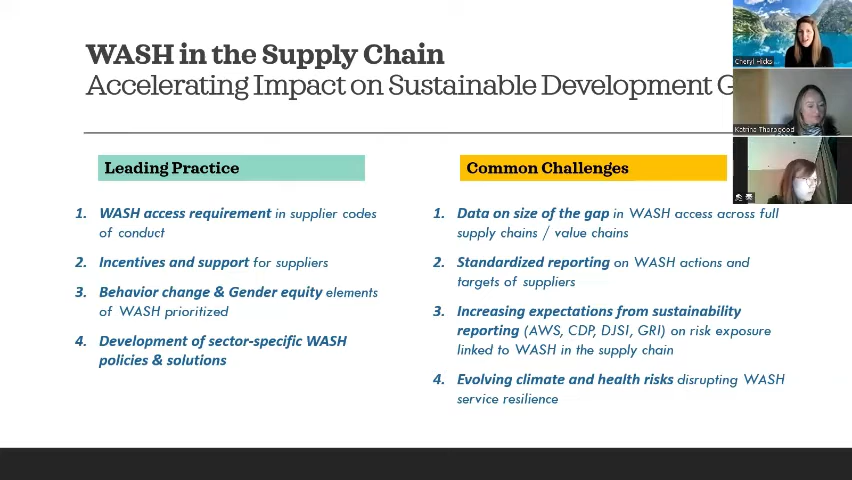 WASH in the Supply Chain
Accelerating Impact on Sustainable Development G
Cheryl Hicks
Katrina Thorogood
Leading Practice
1. WASH access requirement in supplier codes
of conduct
2. Incentives and support for suppliers
3. Behavior change & Gender equity elements
of WASH prioritized
4. Development of sector-specific WASH
policies & solutions
Common Challenges
1. Data on size of the gap in WASH access across full
supply chains / value chains
2. Standardized reporting on WASH actions and
targets of suppliers
3. Increasing expectations from sustainability
reporting (AWS, CDP, DJSI, GRI) on risk exposure
linked to WASH in the supply chain
4. Evolving climate and health risks disrupting WASH
service resilience